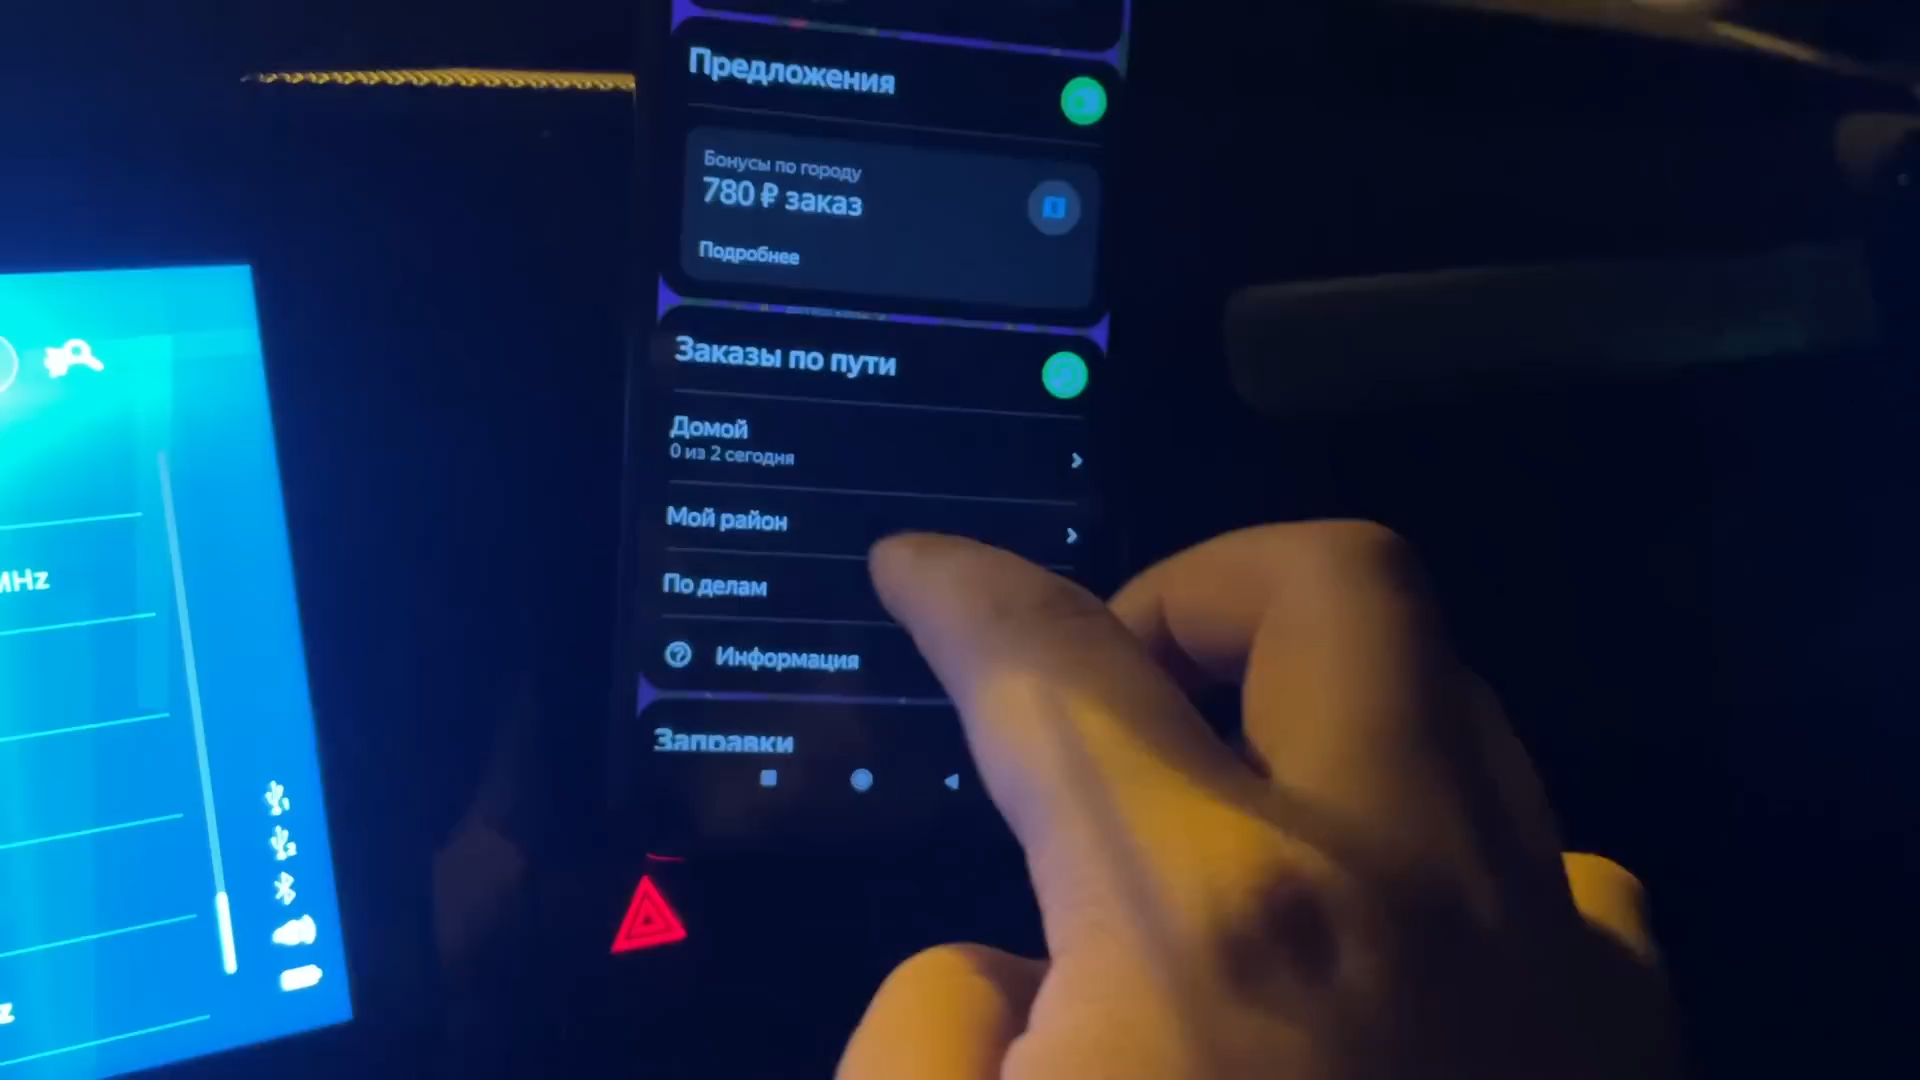 Предложения
Бонусы по городу
780 ₽ заказ
Подробнее
Заказы по пути
Домой
0 из 2 сегодня
Мой район
По делам
Информация
Заправки
MHz
z